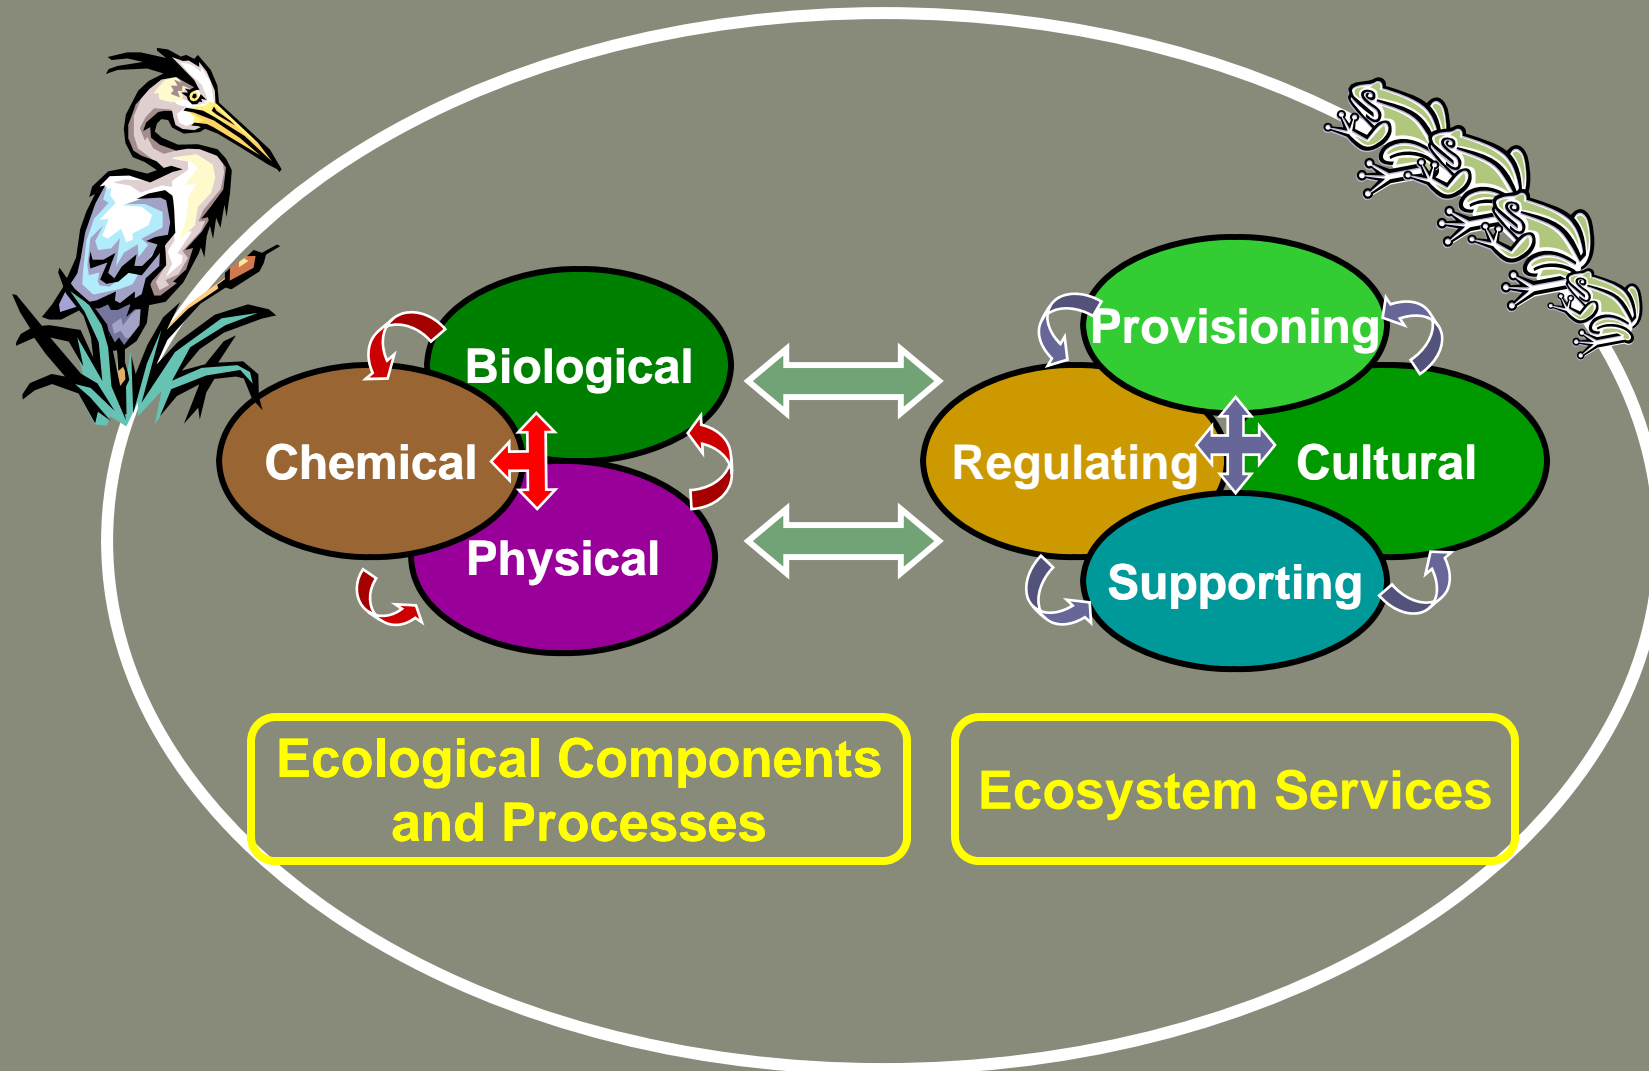 Biological
Chemical
Physical
Provisioning
Regulating
Cultural
Supporting
Ecological Components
and Processes
Ecosystem Services